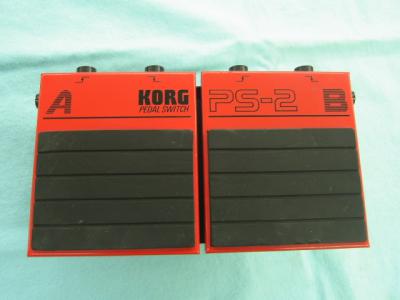 A KORG PS-2 B
PEDAL SWITCH